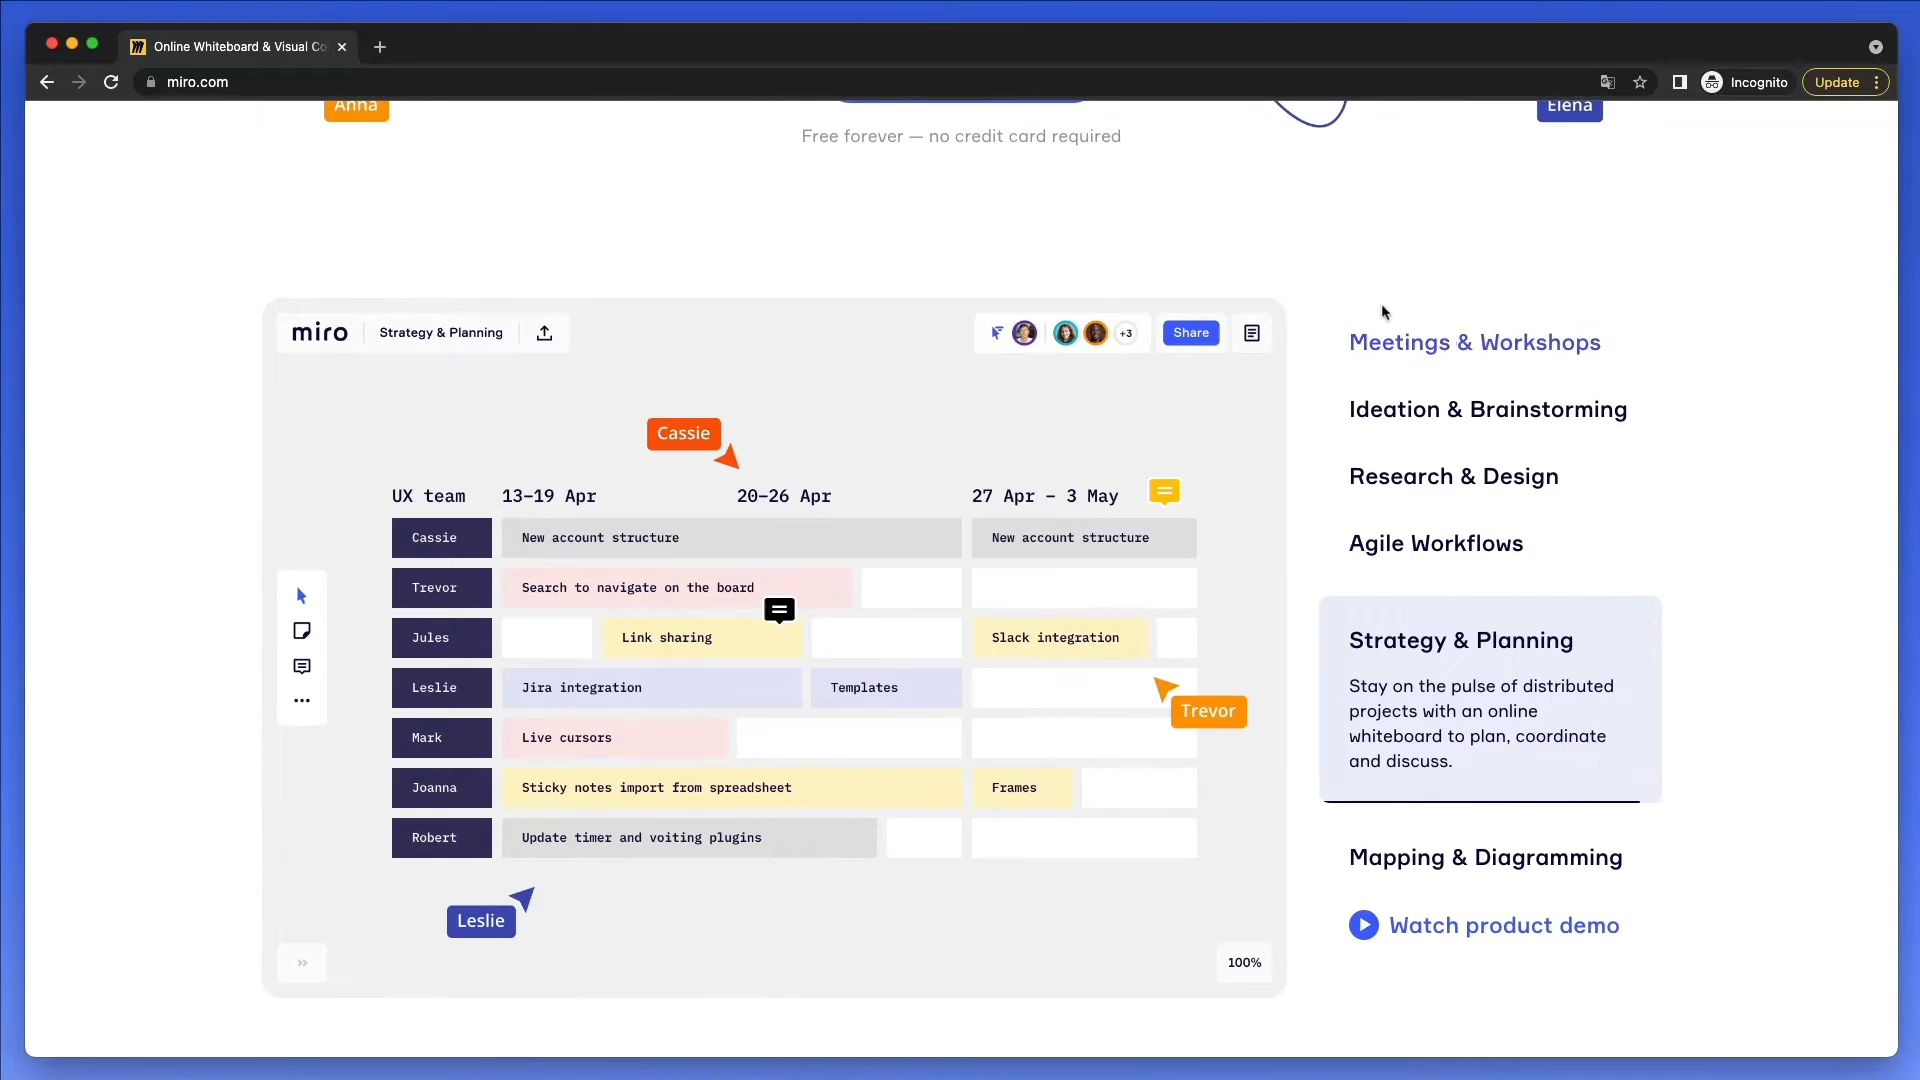 Online Whiteboard & Visual Co
miro.com
Incognito
Update
Anna
Elena
Free forever — no credit card required
miro
Strategy & Planning
+3
Share
Cassie
UX team 13–19 Apr 20–26 Apr 27 Apr – 3 May
Cassie New account structure New account structure
Trevor Search to navigate on the board
Jules Link sharing Slack integration
Leslie Jira integration Templates
Trevor
Mark Live cursors
Joanna Sticky notes import from spreadsheet Frames
Robert Update timer and voiting plugins
Leslie
100%
Meetings & Workshops
Ideation & Brainstorming
Research & Design
Agile Workflows
Strategy & Planning
Stay on the pulse of distributed
projects with an online
whiteboard to plan, coordinate
and discuss.
Mapping & Diagramming
Watch product demo